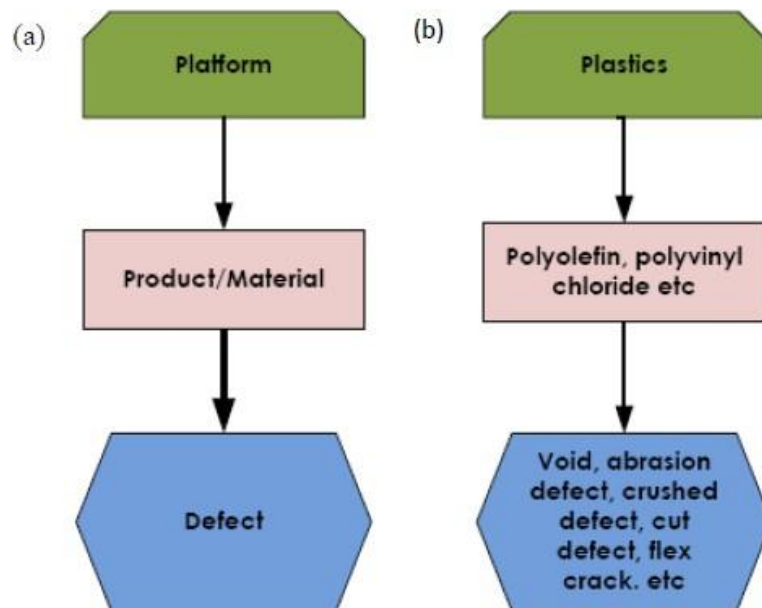 (a)
Platform
Product/Material
Defect
(b)
Plastics
Polyolefin, polyvinyl
chloride etc
Void, abrasion
defect, crushed
defect, cut
defect, flex
crack. etc